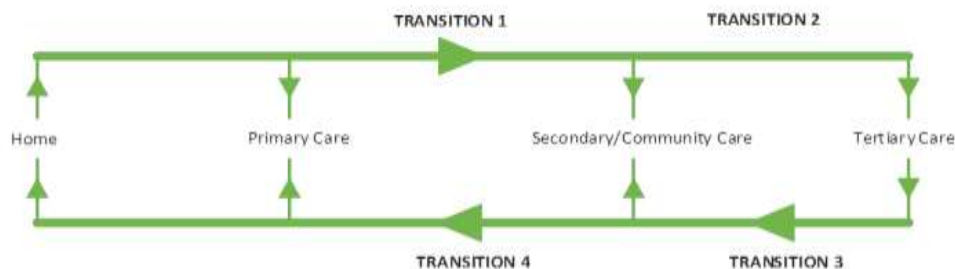 TRANSITION 1 TRANSITION 2
Home Primary Care Secondary/Community Care Tertiary Care
TRANSITION 4 TRANSITION 3